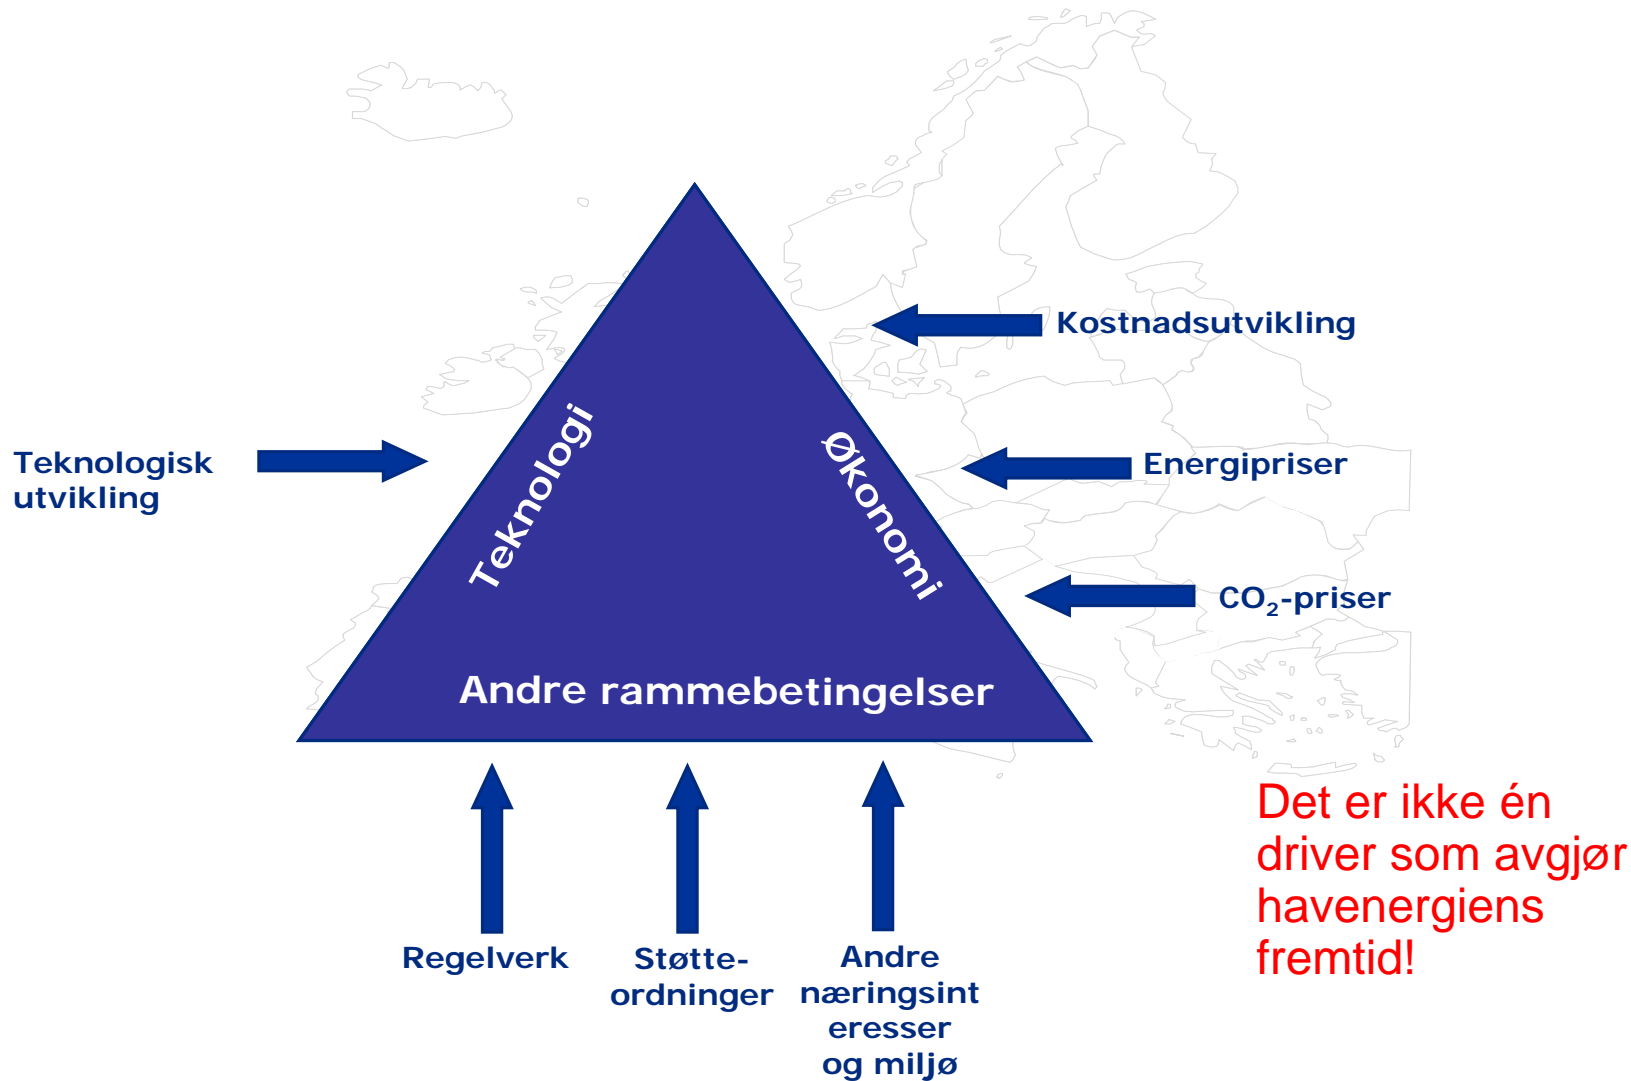 Kostnadsutvikling
Teknologi
Økonomi
Teknologisk
utvikling
Energipriser
CO₂-priser
Andre rammebetingelser
Det er ikke én
driver som avgjør
havenergiens
fremtid!
Regelverk
Støtte-
ordninger
Andre
næringsint
eresser
og miljø